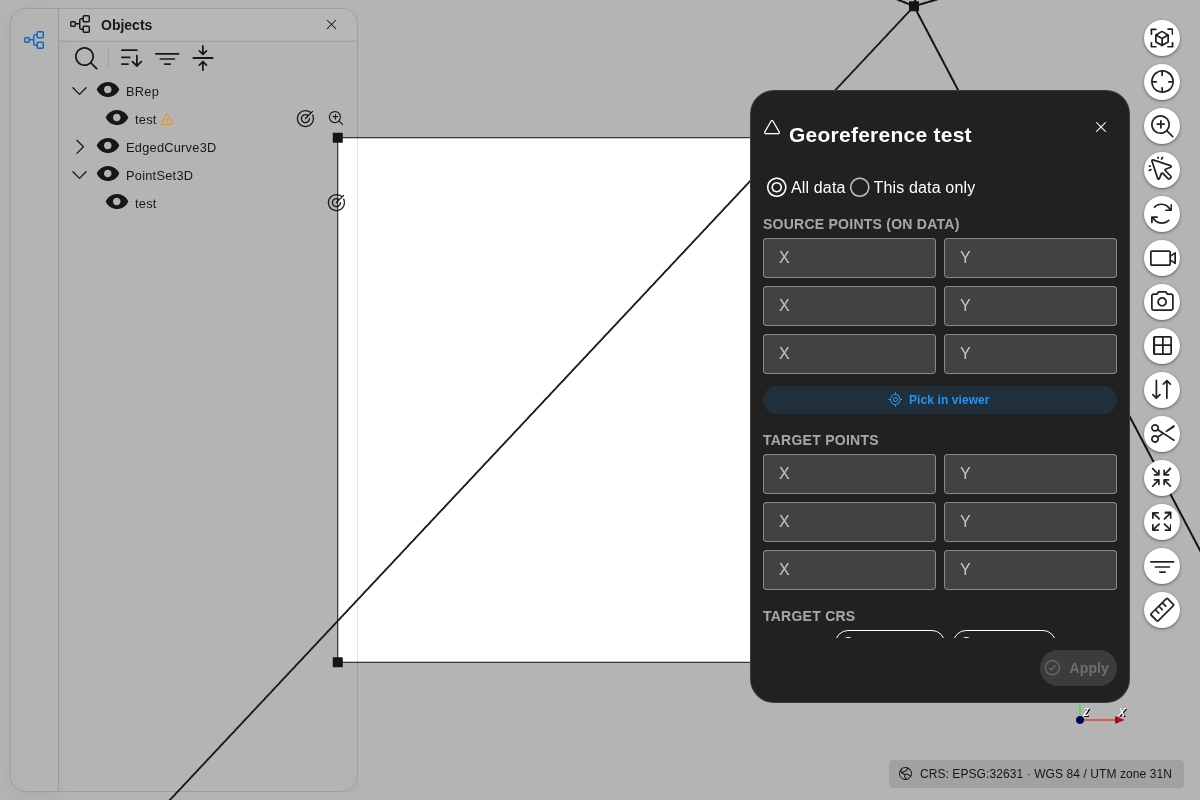 Objects
BRep
test
EdgedCurve3D
PointSet3D
test
Georeference test
All data This data only
SOURCE POINTS (ON DATA)
X Y
X Y
X Y
Pick in viewer
TARGET POINTS
X Y
X Y
X Y
TARGET CRS
Apply
Z X
CRS: EPSG:32631 · WGS 84 / UTM zone 31N